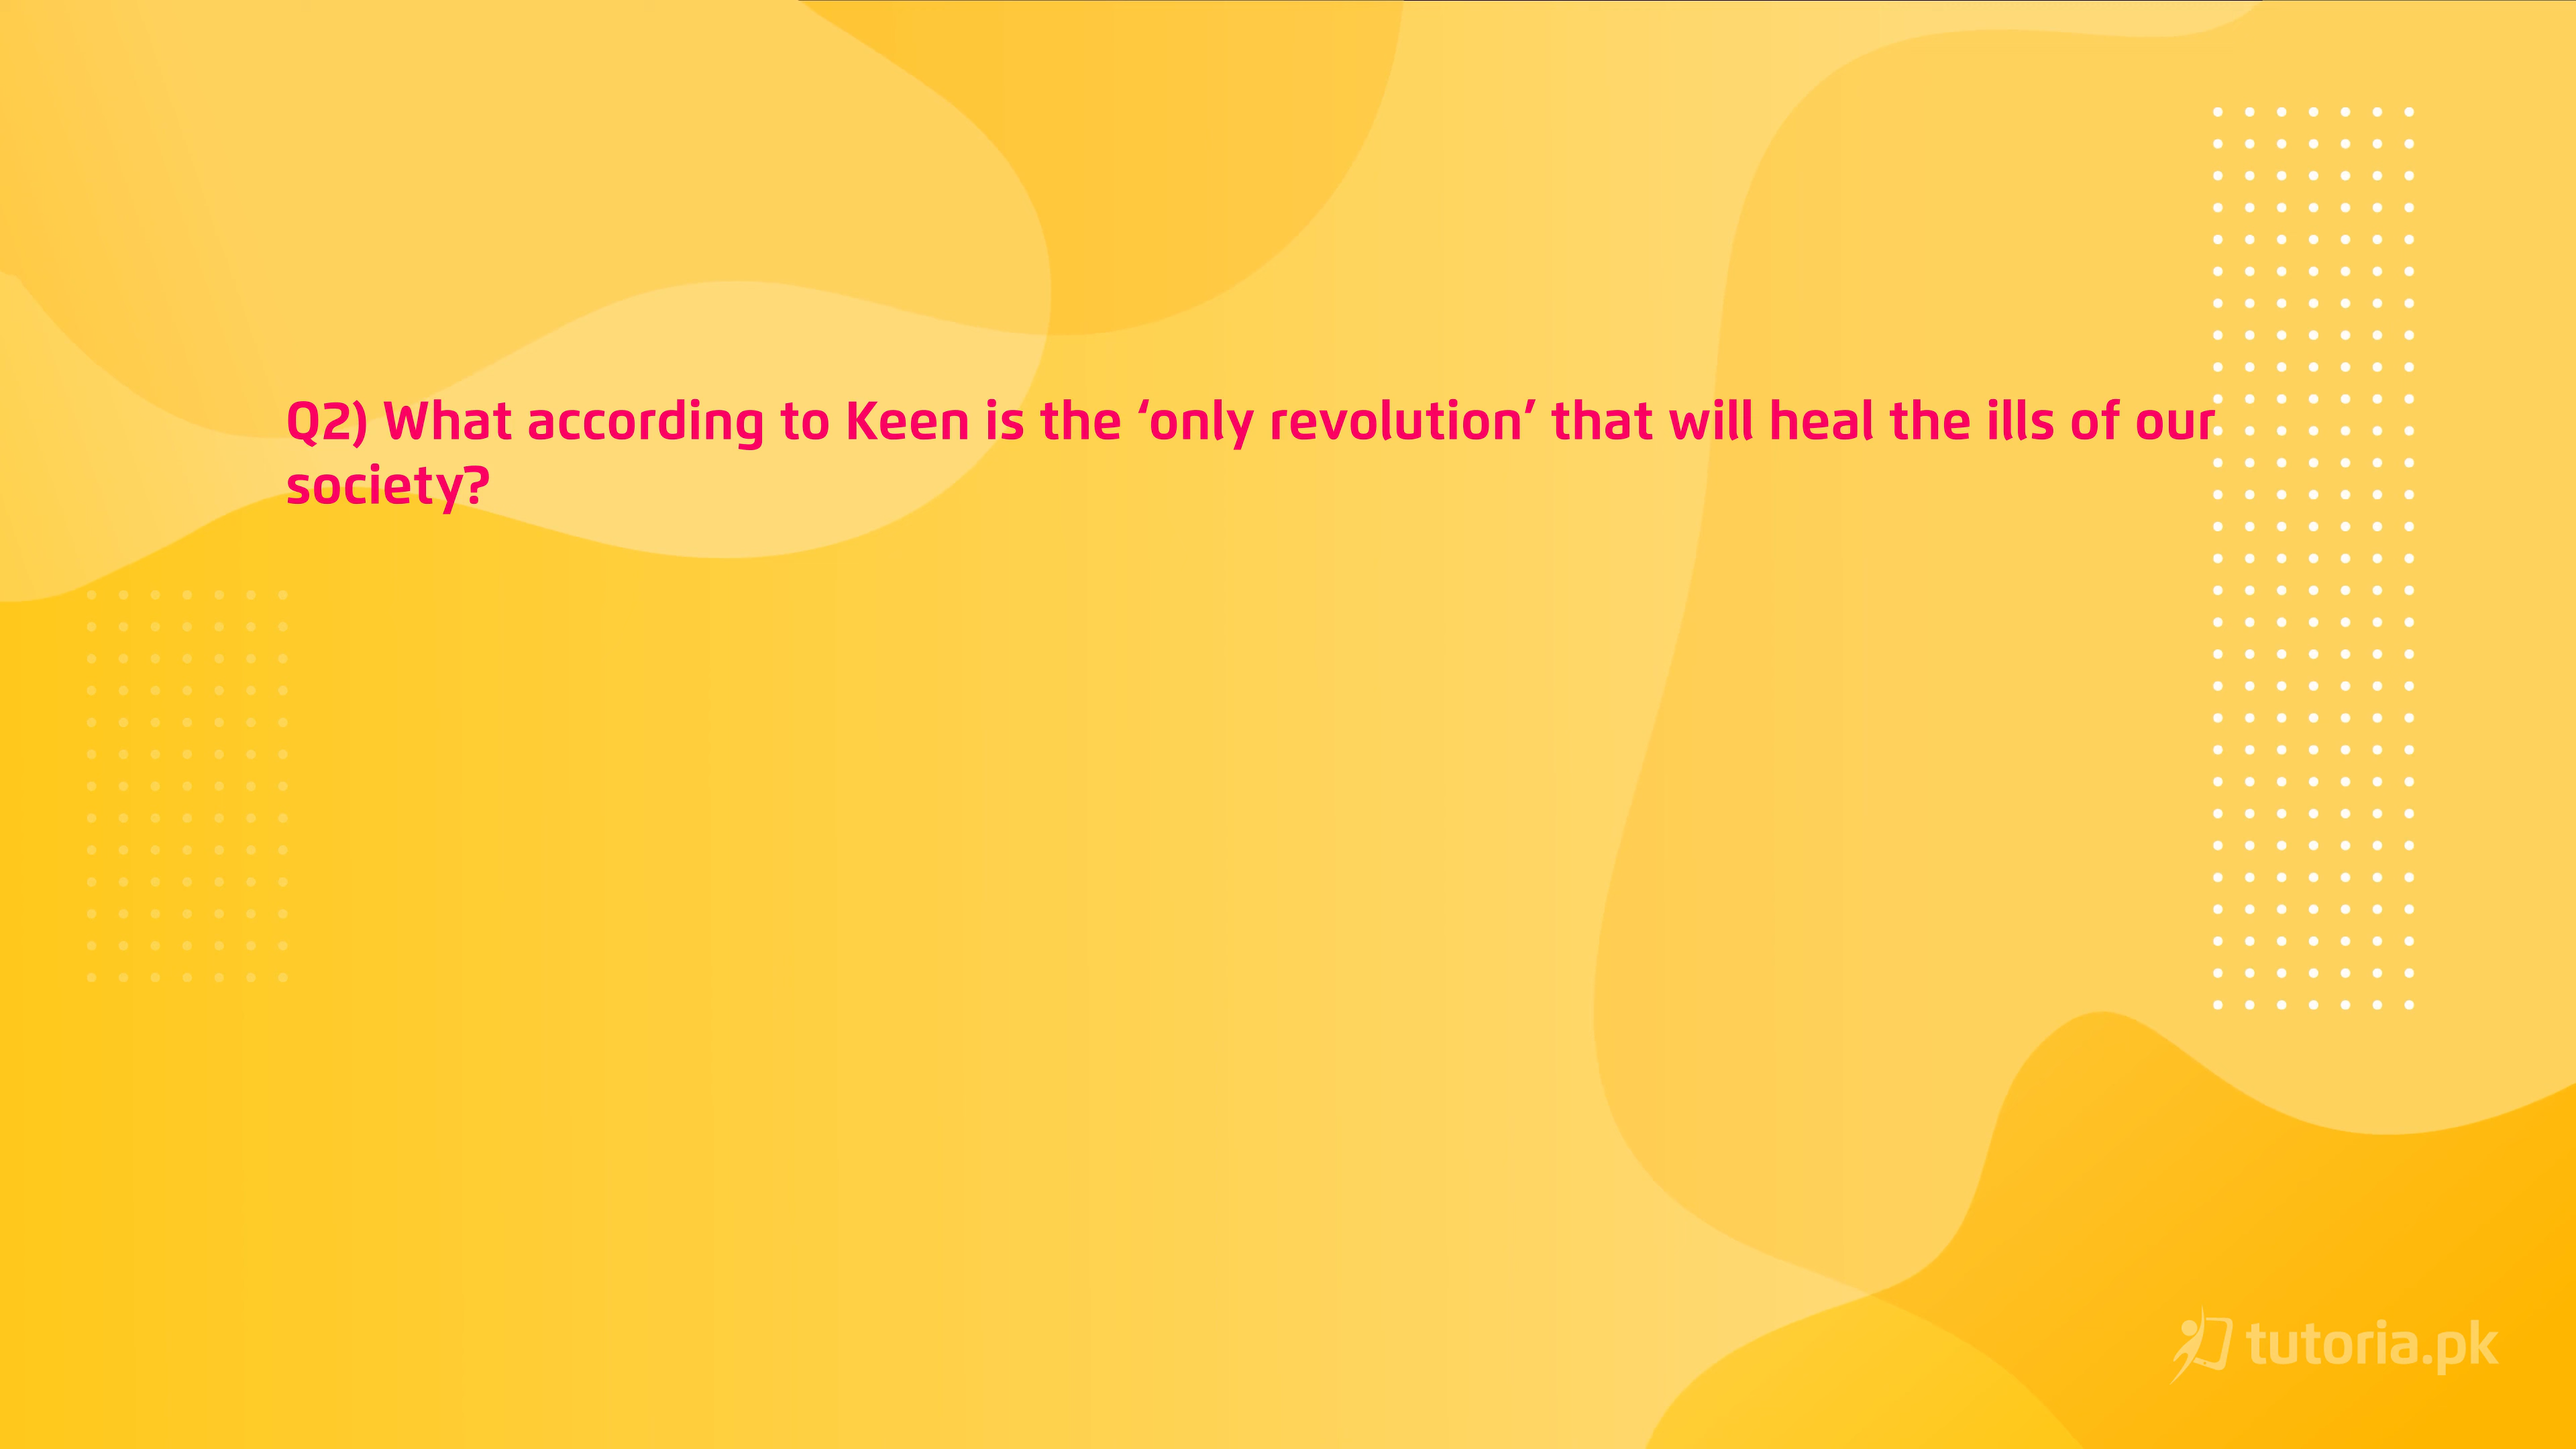 Q2) What according to Keen is the ‘only revolution’ that will heal the ills of our
society?
tutoria.pk